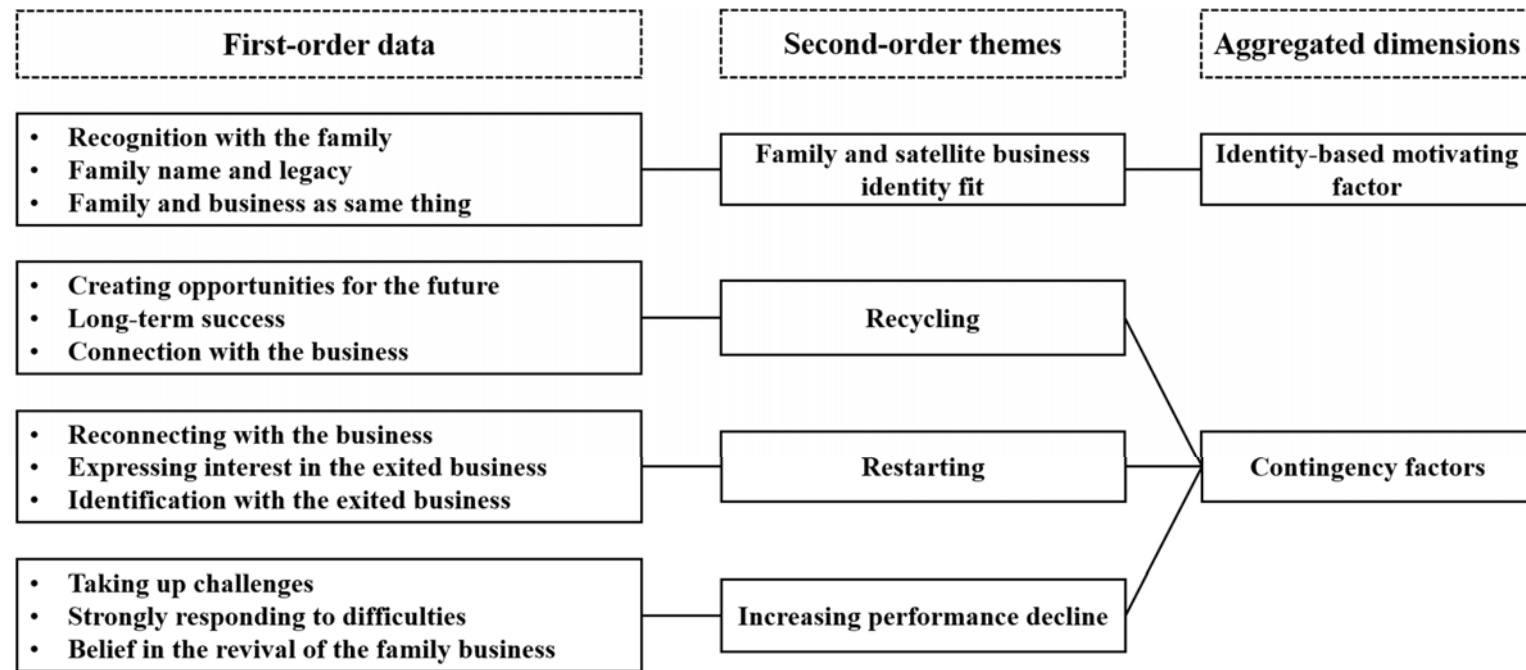 First-order data
Second-order themes
Aggregated dimensions
• Recognition with the family
• Family name and legacy
• Family and business as same thing
Family and satellite business
identity fit
Identity-based motivating
factor
• Creating opportunities for the future
• Long-term success
• Connection with the business
Recycling
• Reconnecting with the business
• Expressing interest in the exited business
• Identification with the exited business
Restarting
Contingency factors
• Taking up challenges
• Strongly responding to difficulties
• Belief in the revival of the family business
Increasing performance decline